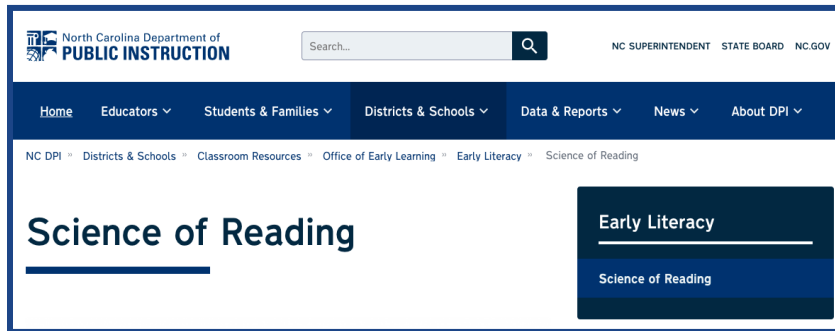 North Carolina Department of
PUBLIC INSTRUCTION
Search...
NC SUPERINTENDENT STATE BOARD NC.GOV
Home Educators Students & Families Districts & Schools Data & Reports News About DPI
NC DPI » Districts & Schools » Classroom Resources » Office of Early Learning » Early Literacy » Science of Reading
Science of Reading
Early Literacy
Science of Reading